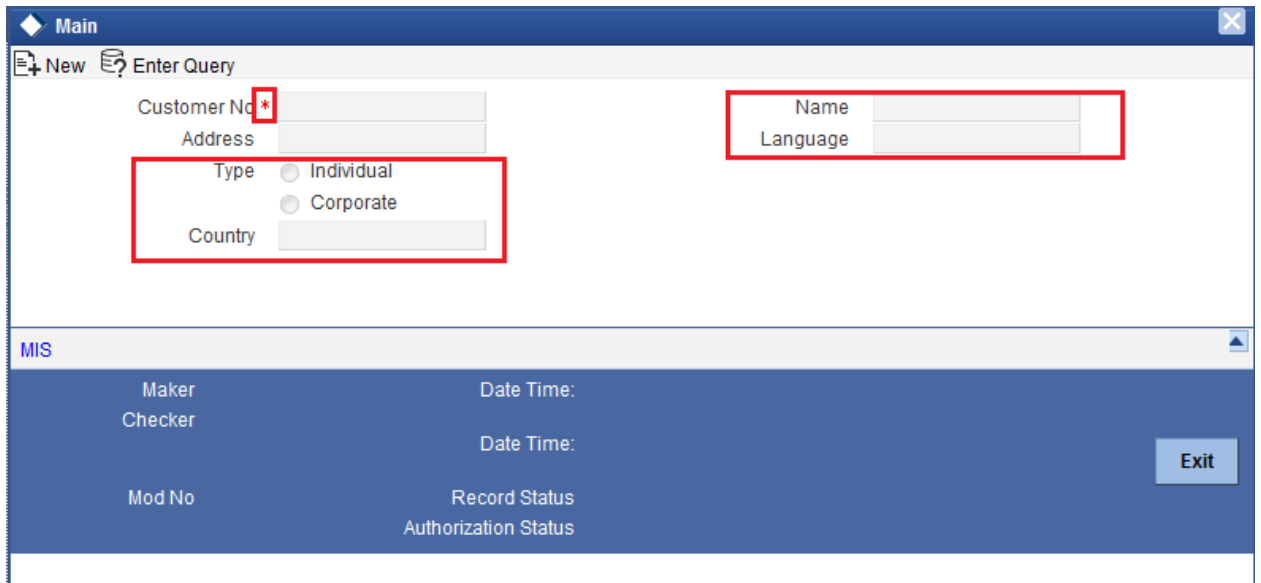 Main
New Enter Query
Customer No * Name
Address Language
Type Individual
Corporate
Country
MIS
Maker Date Time:
Checker
Date Time:
Exit
Mod No Record Status
Authorization Status